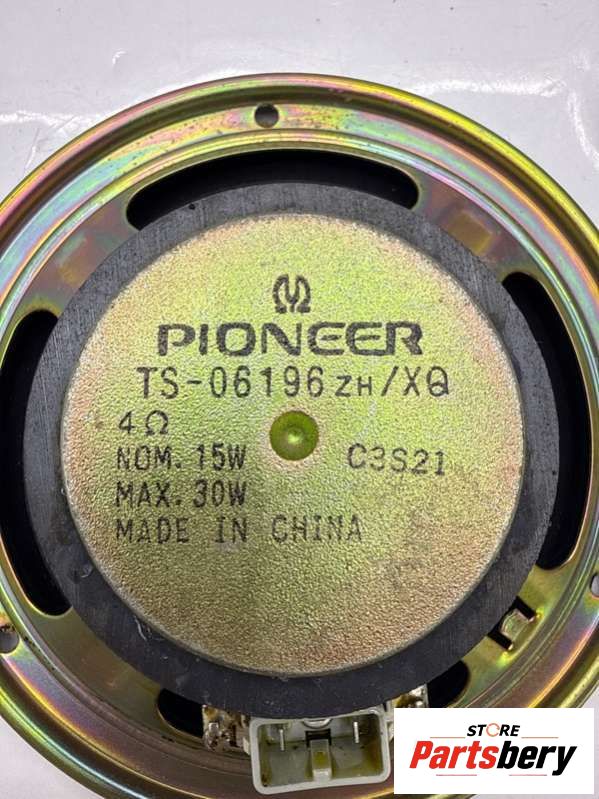 PIONEER
TS-06196ZH/XQ
4Ω
NOM. 15W C3S21
MAX. 30W
MADE IN CHINA
STORE
Partsbery